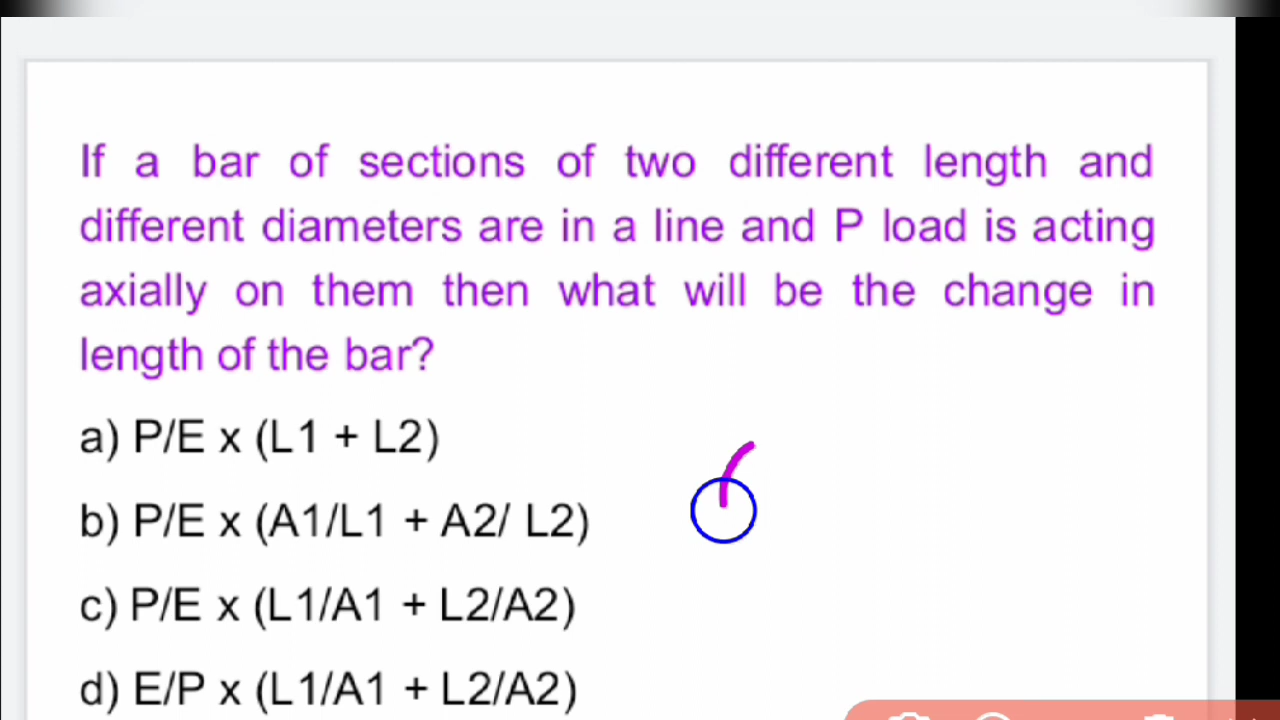 If a bar of sections of two different length and
different diameters are in a line and P load is acting
axially on them then what will be the change in
length of the bar?
a) P/E x (L1 + L2)
b) P/E x (A1/L1 + A2/ L2)
c) P/E x (L1/A1 + L2/A2)
d) E/P x (L1/A1 + L2/A2)